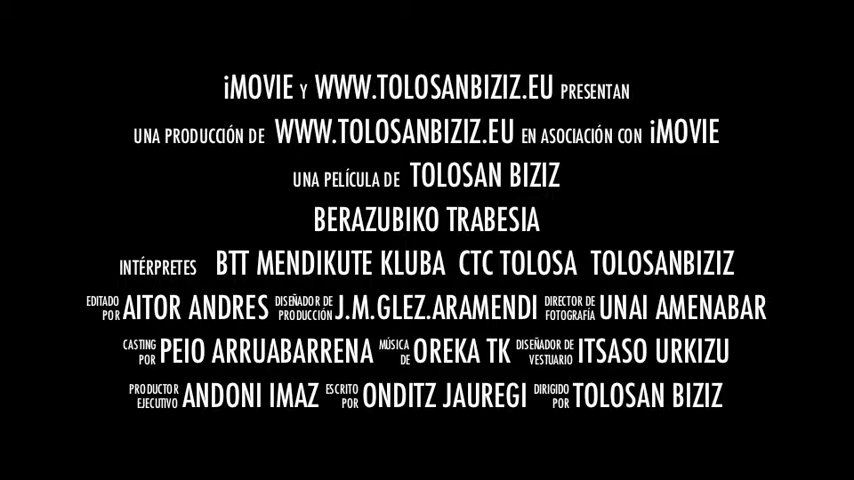 iMOVIE Y WWW.TOLOSANBIZIZ.EU PRESENTAN
UNA PRODUCCIÓN DE WWW.TOLOSANBIZIZ.EU EN ASOCIACIÓN CON iMOVIE
UNA PELÍCULA DE TOLOSAN BIZIZ
BERAZUBIKO TRABESIA
INTÉRPRETES BTT MENDIKUTE KLUBA CTC TOLOSA TOLOSANBIZIZ
EDITADO POR AITOR ANDRES DISEÑADOR DE PRODUCCIÓN J.M.GLEZ.ARAMENDI DIRECTOR DE FOTOGRAFÍA UNAI AMENABAR
CASTING POR PEIO ARRUABARRENA MÚSICA DE OREKA TK DISEÑADOR DE VESTUARIO ITSASO URKIZU
PRODUCTOR EJECUTIVO ANDONI IMAZ ESCRITO POR ONDITZ JAUREGI DIRIGIDO POR TOLOSAN BIZIZ